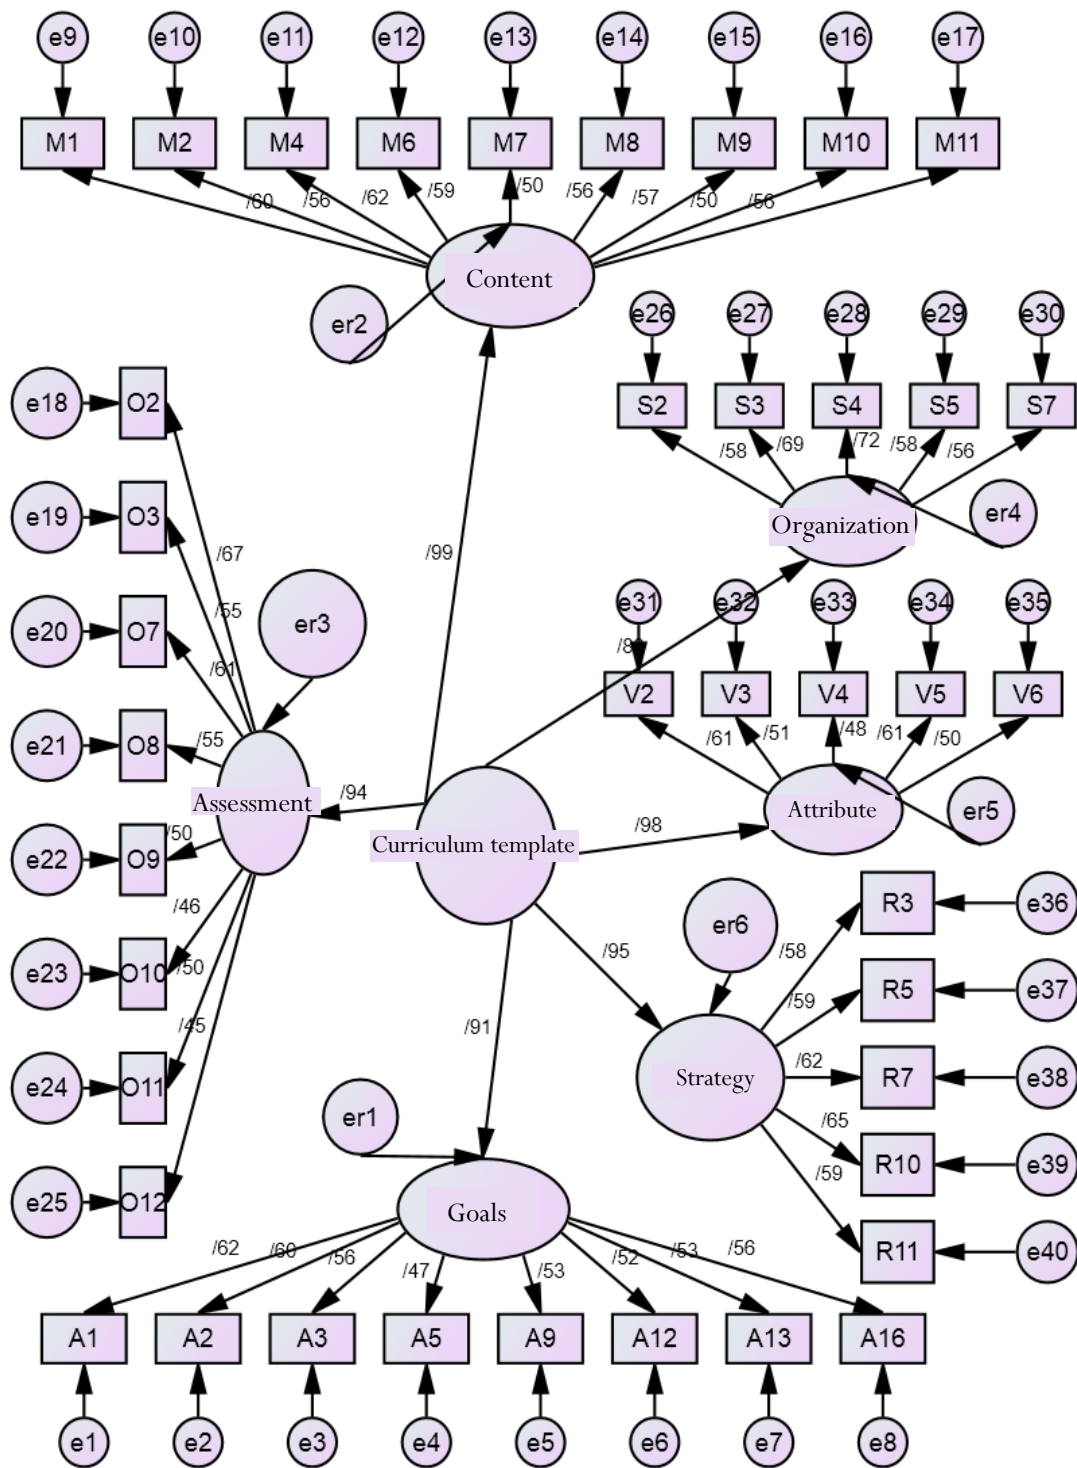 e9 e10 e11 e12 e13 e14 e15 e16 e17
M1 M2 M4 M6 M7 M8 M9 M10 M11
/60 /56 /62 /59 /50 /56 /57 /50 /56
Content
er2
e26 e27 e28 e29 e30
S2 S3 S4 S5 S7
/58 /69 /72 /58 /56
Organization
er4
e18 O2
e19 O3
e20 O7
e21 O8
e22 O9
e23 O10
e24 O11
e25 O12
/67
/55
/61
/55
/50
/46
/50
/45
er3
Assessment
/99
/94
e31 e32 e33 e34 e35
V2 V3 V4 V5 V6
/61 /51 /48 /61 /50
Attribute
er5
Curriculum template
/98
/95
/91
er6
Strategy
/58
/59
/62
/65
/59
R3 e36
R5 e37
R7 e38
R10 e39
R11 e40
er1
Goals
/62 /60 /56 /47 /53 /52 /53 /56
A1 A2 A3 A5 A9 A12 A13 A16
e1 e2 e3 e4 e5 e6 e7 e8